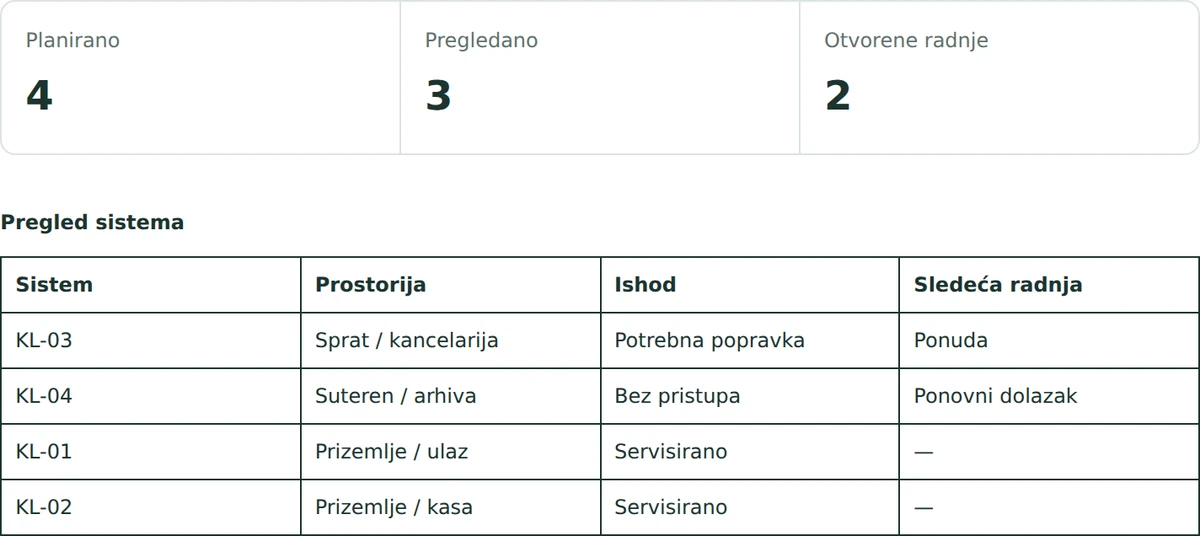 Planirano Pregledano Otvorene radnje
4 3 2
Pregled sistema
Sistem Prostorija Ishod Sledeća radnja
KL-03 Sprat / kancelarija Potrebna popravka Ponuda
KL-04 Suteren / arhiva Bez pristupa Ponovni dolazak
KL-01 Prizemlje / ulaz Servisirano —
KL-02 Prizemlje / kasa Servisirano —